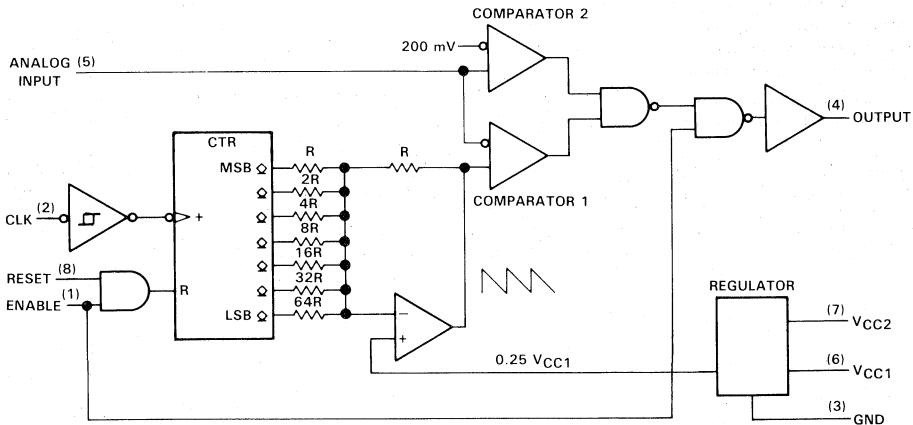 COMPARATOR 2
200 mV
ANALOG (5)
INPUT
(4)
OUTPUT
CTR
MSB
R
R
COMPARATOR 1
2R
4R
CLK (2)
+
8R
16R
RESET (8)
32R
ENABLE (1)
R
64R
LSB
−
+
REGULATOR
(7)
VCC2
0.25 VCC1
(6)
VCC1
(3)
GND